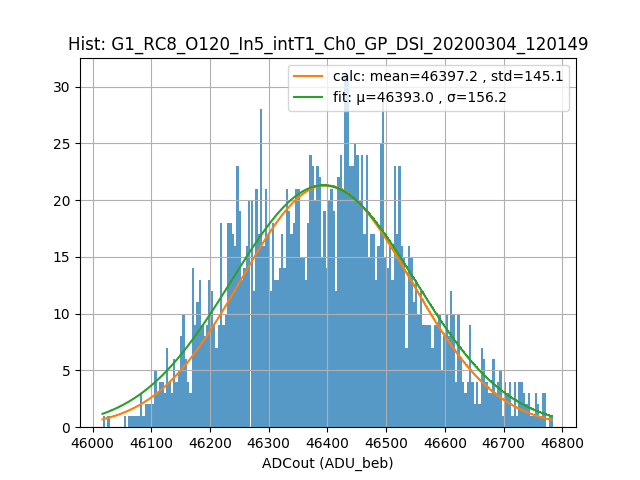 Hist: G1_RC8_O120_In5_intT1_Ch0_GP_DSI_20200304_120149
calc: mean=46397.2 , std=145.1
fit: μ=46393.0 , σ=156.2
30
25
20
15
10
5
0
46000 46100 46200 46300 46400 46500 46600 46700 46800
ADCout (ADU_beb)